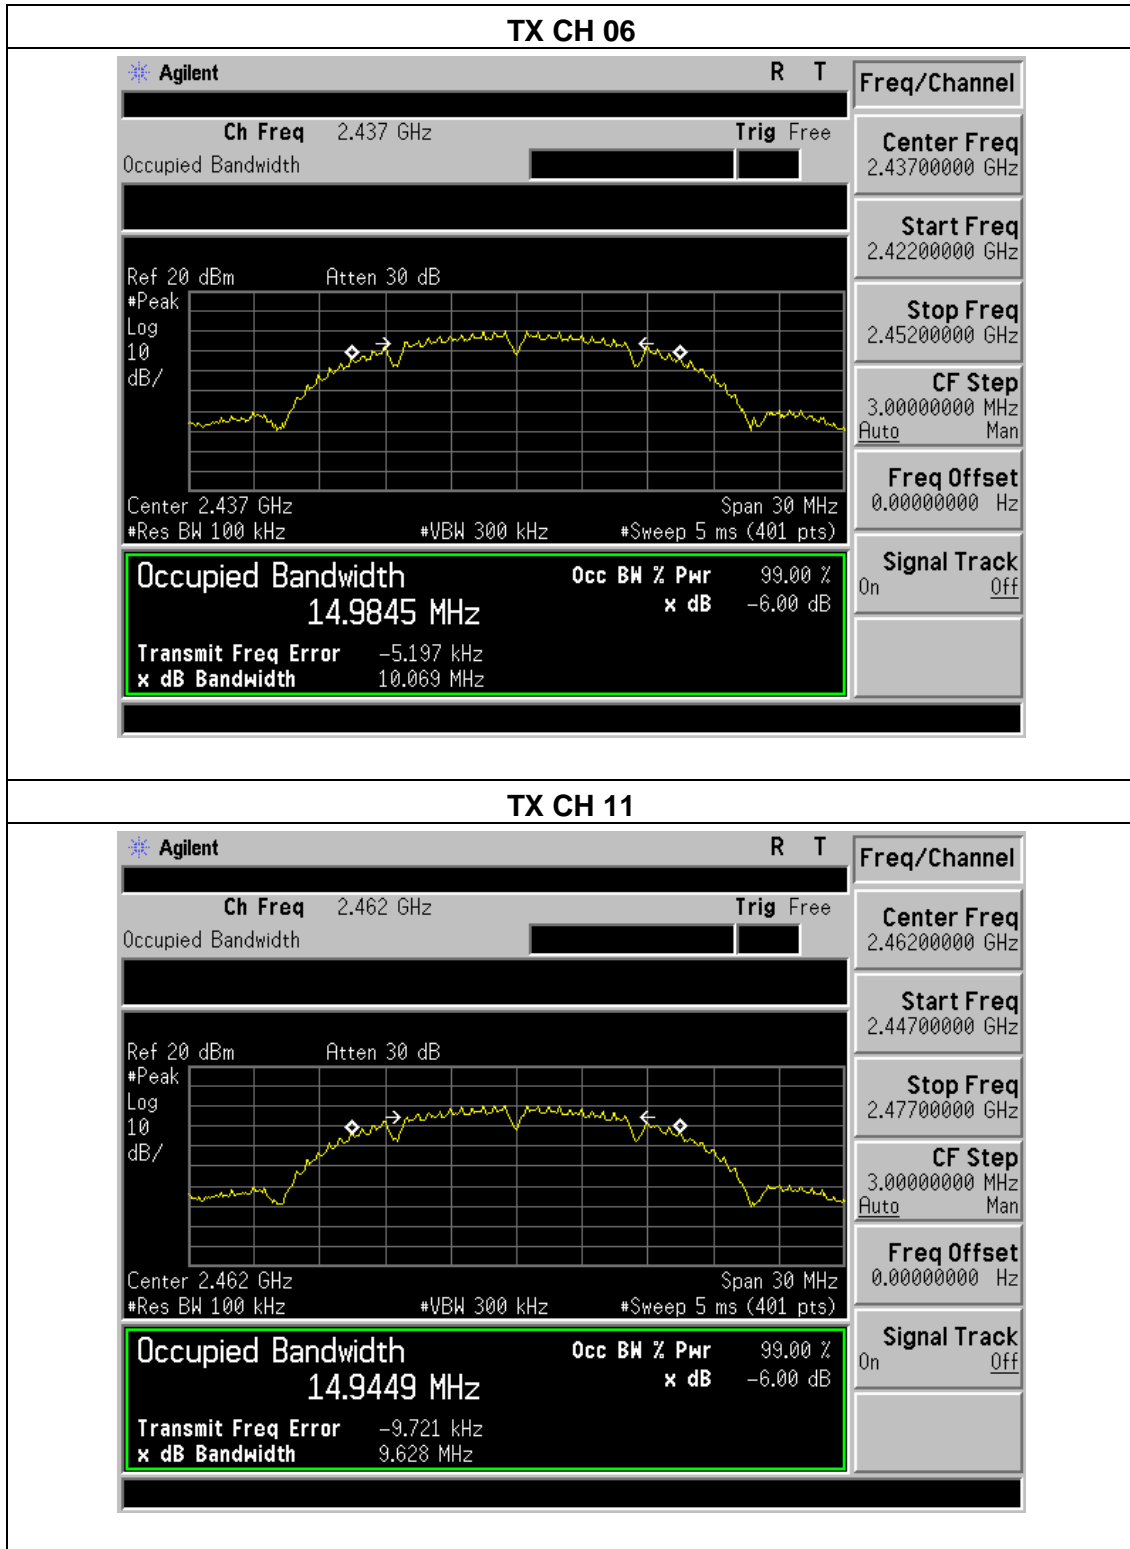 TX CH 06
Agilent R T
Freq/Channel
Ch Freq 2.437 GHz Trig Free
Occupied Bandwidth
Center Freq
2.43700000 GHz
Start Freq
2.42200000 GHz
Stop Freq
2.45200000 GHz
CF Step
3.00000000 MHz
Auto Man
Freq Offset
0.00000000 Hz
Signal Track
On Off
Ref 20 dBm Atten 30 dB
#Peak
Log
10
dB/
Center 2.437 GHz Span 30 MHz
#Res BW 100 kHz #VBW 300 kHz #Sweep 5 ms (401 pts)
Occupied Bandwidth Occ BW % Pwr 99.00 %
14.9845 MHz x dB -6.00 dB
Transmit Freq Error -5.197 kHz
x dB Bandwidth 10.069 MHz
TX CH 11
Agilent R T
Freq/Channel
Ch Freq 2.462 GHz Trig Free
Occupied Bandwidth
Center Freq
2.46200000 GHz
Start Freq
2.44700000 GHz
Stop Freq
2.47700000 GHz
CF Step
3.00000000 MHz
Auto Man
Freq Offset
0.00000000 Hz
Signal Track
On Off
Ref 20 dBm Atten 30 dB
#Peak
Log
10
dB/
Center 2.462 GHz Span 30 MHz
#Res BW 100 kHz #VBW 300 kHz #Sweep 5 ms (401 pts)
Occupied Bandwidth Occ BW % Pwr 99.00 %
14.9449 MHz x dB -6.00 dB
Transmit Freq Error -9.721 kHz
x dB Bandwidth 9.628 MHz